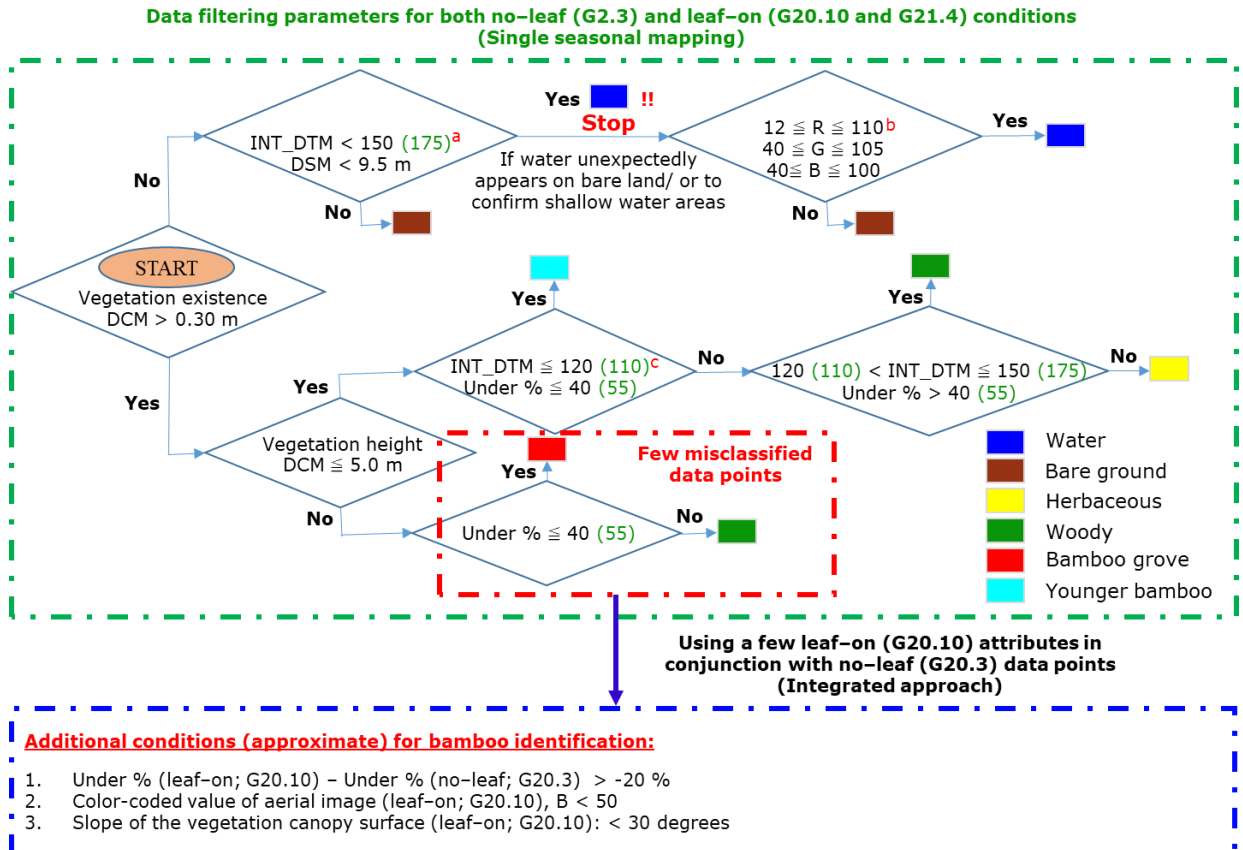 Data filtering parameters for both no–leaf (G2.3) and leaf–on (G20.10 and G21.4) conditions
(Single seasonal mapping)
Yes
!!
Stop
INT_DTM < 150 (175)a
DSM < 9.5 m
12 ≦ R ≦ 110b
40 ≦ G ≦ 105
40≦ B ≦ 100
Yes
If water unexpectedly
appears on bare land/ or to
confirm shallow water areas
No
No
No
START
Vegetation existence
DCM > 0.30 m
Yes
Yes
INT_DTM ≦ 120 (110)c
Under % ≦ 40 (55)
No
120 (110) < INT_DTM ≦ 150 (175)
Under % > 40 (55)
No
Yes
Yes
Vegetation height
DCM ≦ 5.0 m
No
Few misclassified
data points
Yes
Under % ≦ 40 (55)
No
Water
Bare ground
Herbaceous
Woody
Bamboo grove
Younger bamboo
Using a few leaf–on (G20.10) attributes in
conjunction with no–leaf (G20.3) data points
(Integrated approach)
Additional conditions (approximate) for bamboo identification:
1. Under % (leaf–on; G20.10) – Under % (no–leaf; G20.3) > -20 %
2. Color-coded value of aerial image (leaf–on; G20.10), B < 50
3. Slope of the vegetation canopy surface (leaf–on; G20.10): < 30 degrees